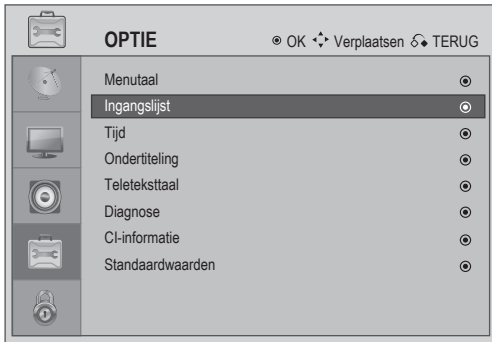 OPTIE OK Verplaatsen TERUG
Menutaal
Ingangslijst
Tijd
Ondertiteling
Teleteksttaal
Diagnose
CI-informatie
Standaardwaarden